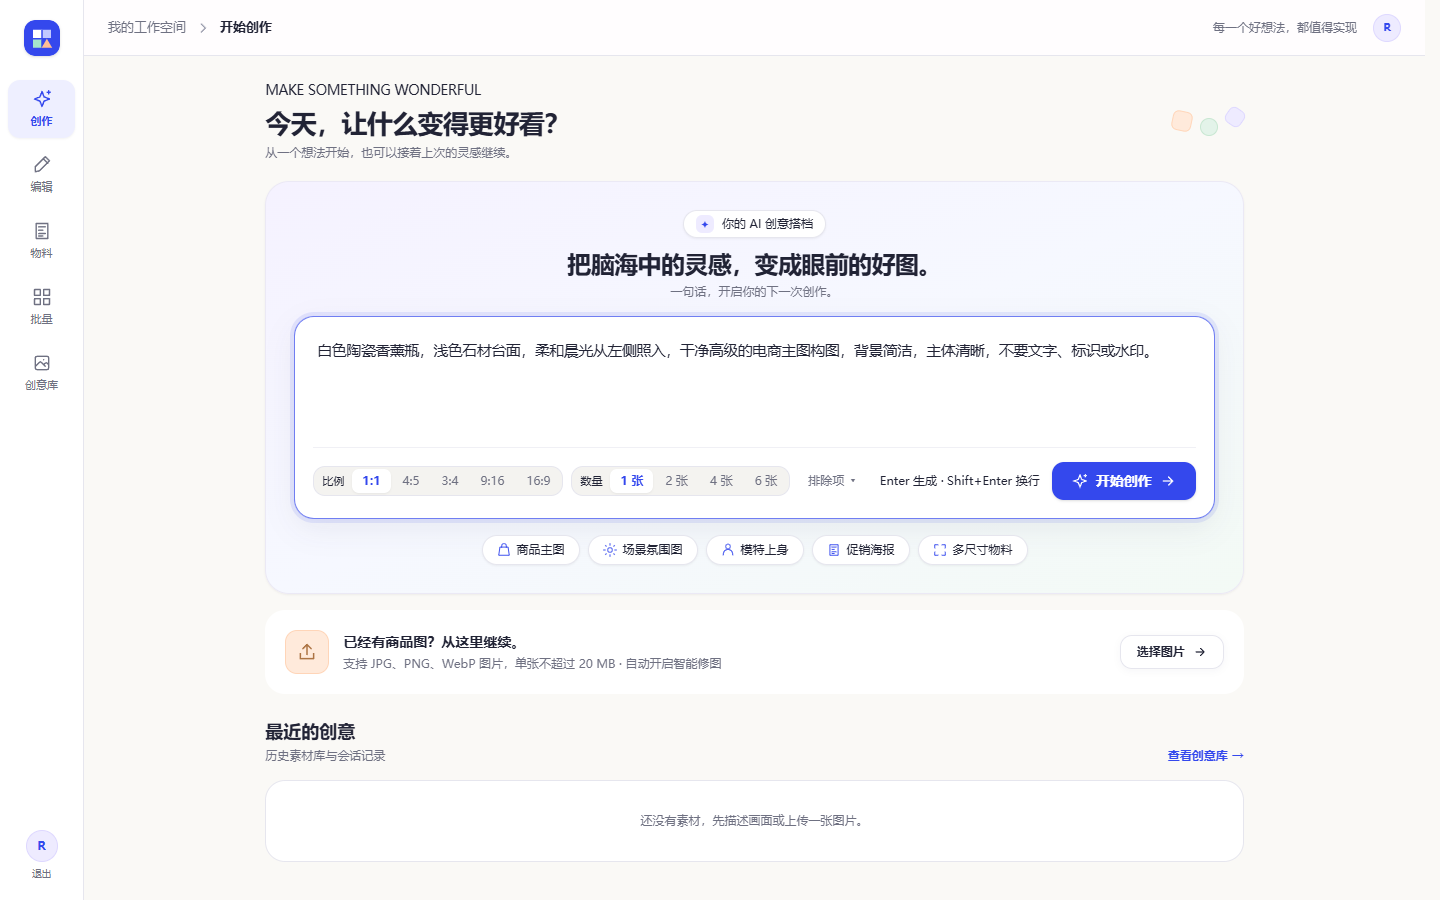 我的工作空间 > 开始创作
每一个好想法，都值得实现
R
创作
编辑
物料
批量
创意库
R
退出
MAKE SOMETHING WONDERFUL
今天，让什么变得更好看？
从一个想法开始，也可以接着上次的灵感继续。
你的 AI 创意搭档
把脑海中的灵感，变成眼前的好图。
一句话，开启你的下一次创作。
白色陶瓷香薰瓶，浅色石材台面，柔和晨光从左侧照入，干净高级的电商主图构图，背景简洁，主体清晰，不要文字、标识或水印。
比例 1:1 4:5 3:4 9:16 16:9 数量 1 张 2 张 4 张 6 张 排除项 Enter 生成 · Shift+Enter 换行 开始创作 →
商品主图 场景氛围图 模特上身 促销海报 多尺寸物料
已经有商品图？从这里继续。
支持 JPG、PNG、WebP 图片，单张不超过 20 MB · 自动开启智能修图
选择图片 →
最近的创意
历史素材库与会话记录
查看创意库 →
还没有素材，先描述画面或上传一张图片。